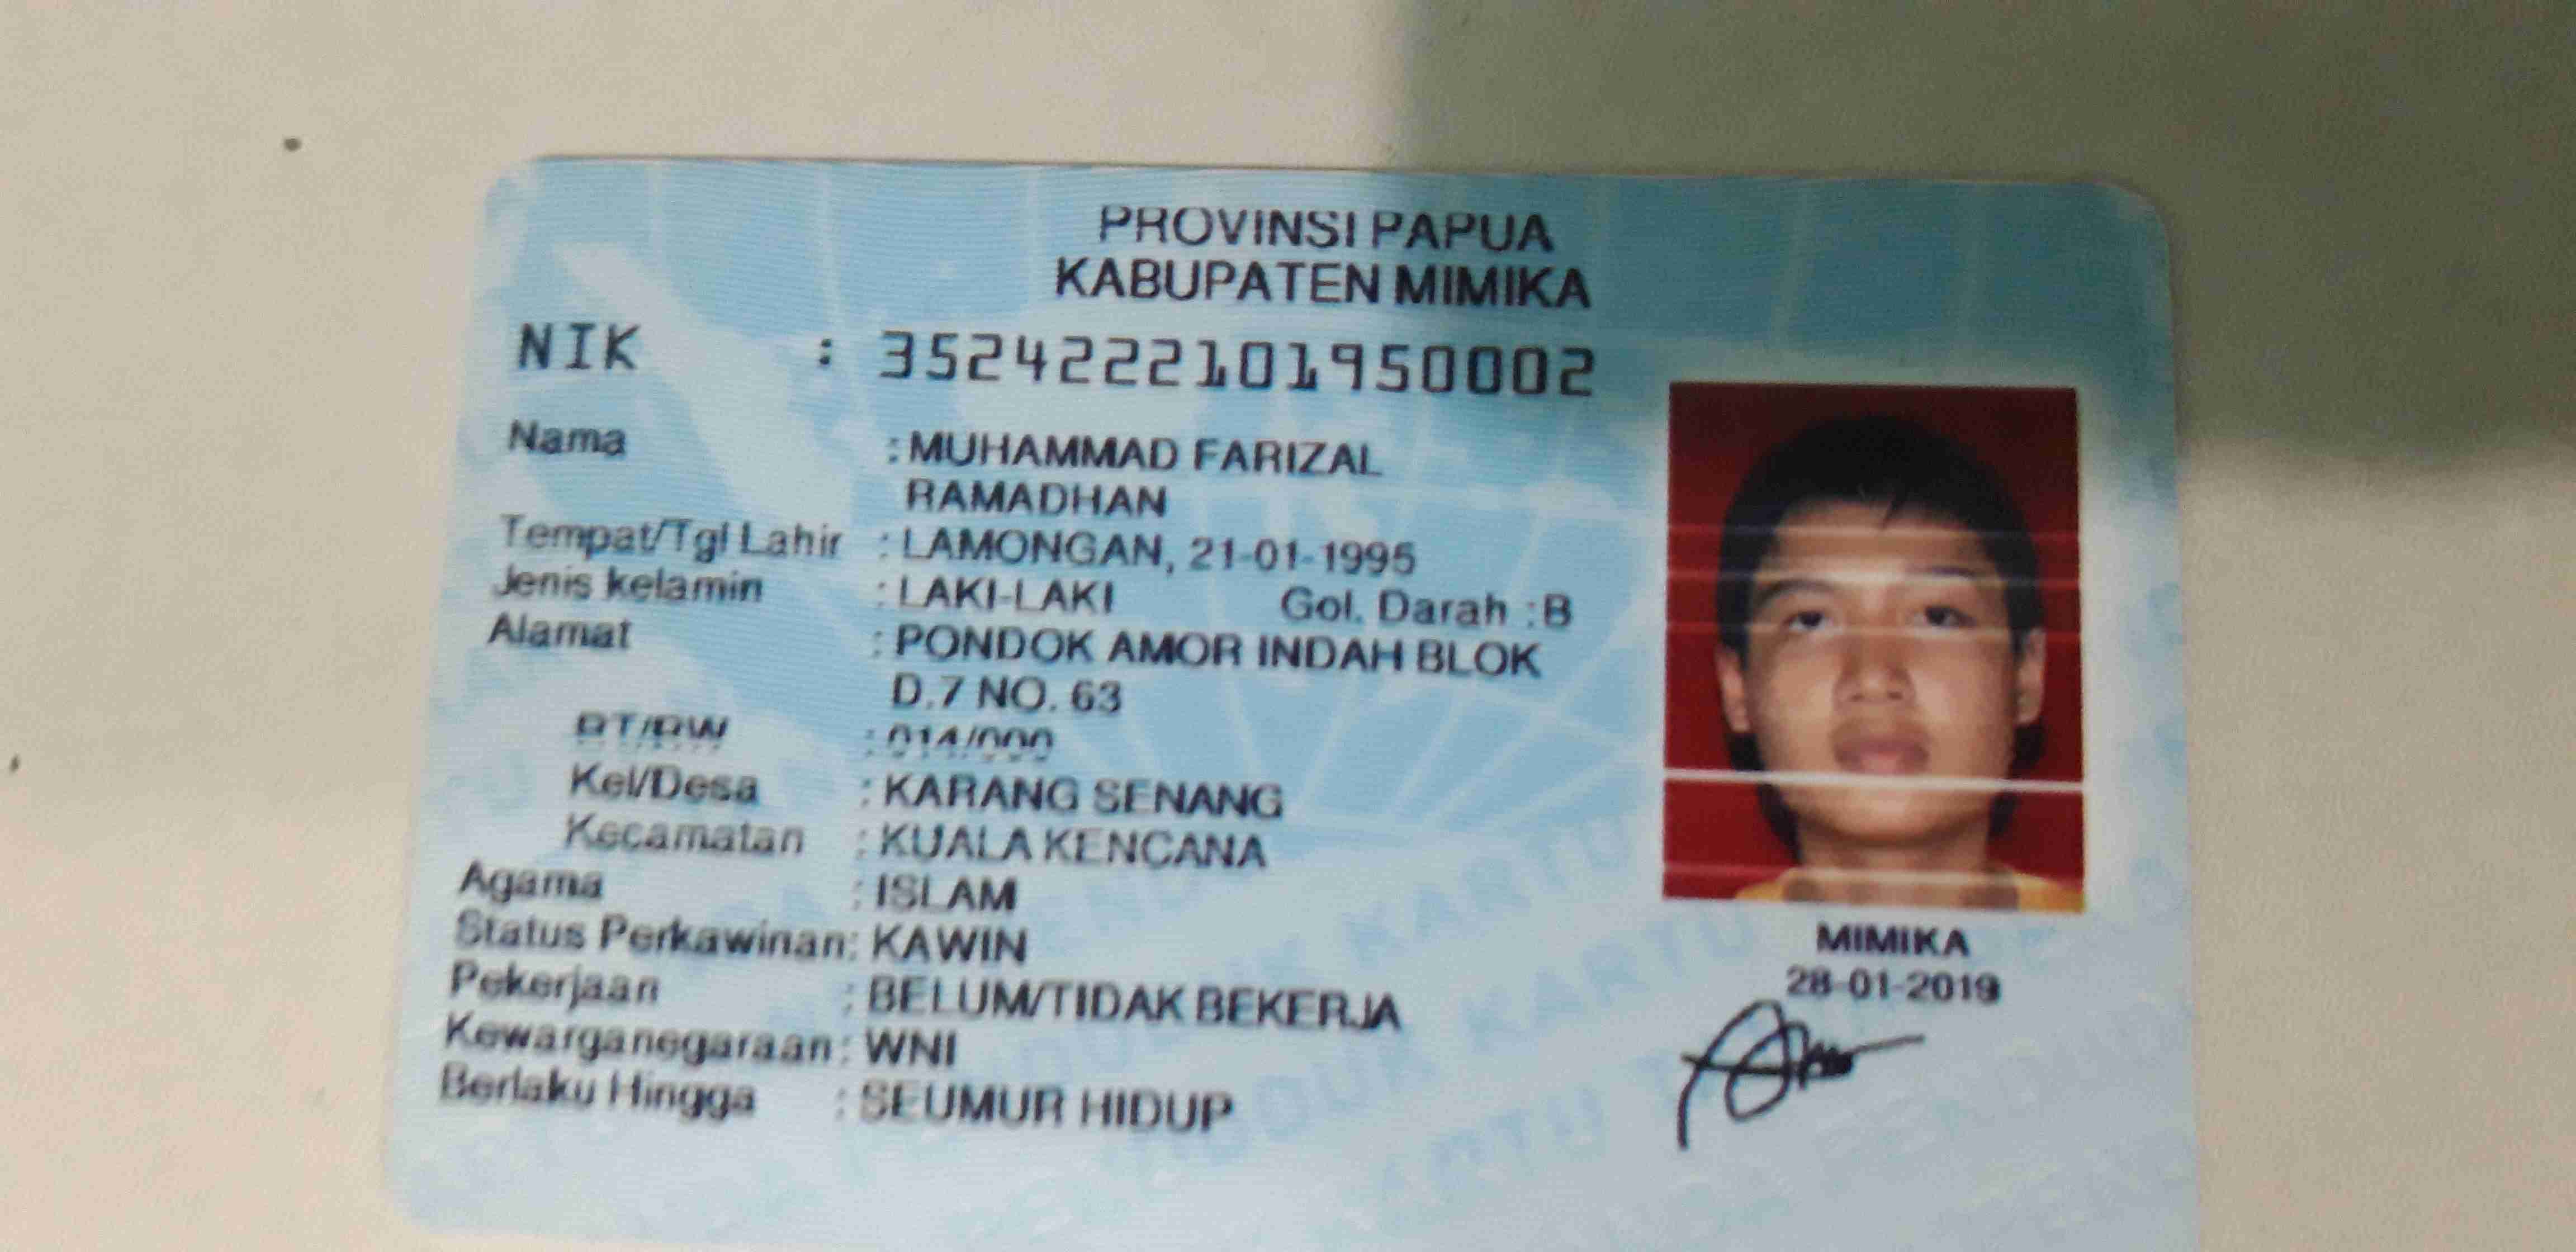 PROVINSI PAPUA
KABUPATEN MIMIKA
NIK : 3524222101950002
Nama : MUHAMMAD FARIZAL
RAMADHAN
Tempat/Tgl Lahir : LAMONGAN, 21-01-1995
Jenis kelamin : LAKI-LAKI Gol. Darah : B
Alamat : PONDOK AMOR INDAH BLOK
D.7 NO. 63
RT/RW : 014/000
Kel/Desa : KARANG SENANG
Kecamatan : KUALA KENCANA
Agama : ISLAM
Status Perkawinan: KAWIN
Pekerjaan : BELUM/TIDAK BEKERJA
Kewarganegaraan: WNI
Berlaku Hingga : SEUMUR HIDUP
MIMIKA
28-01-2019